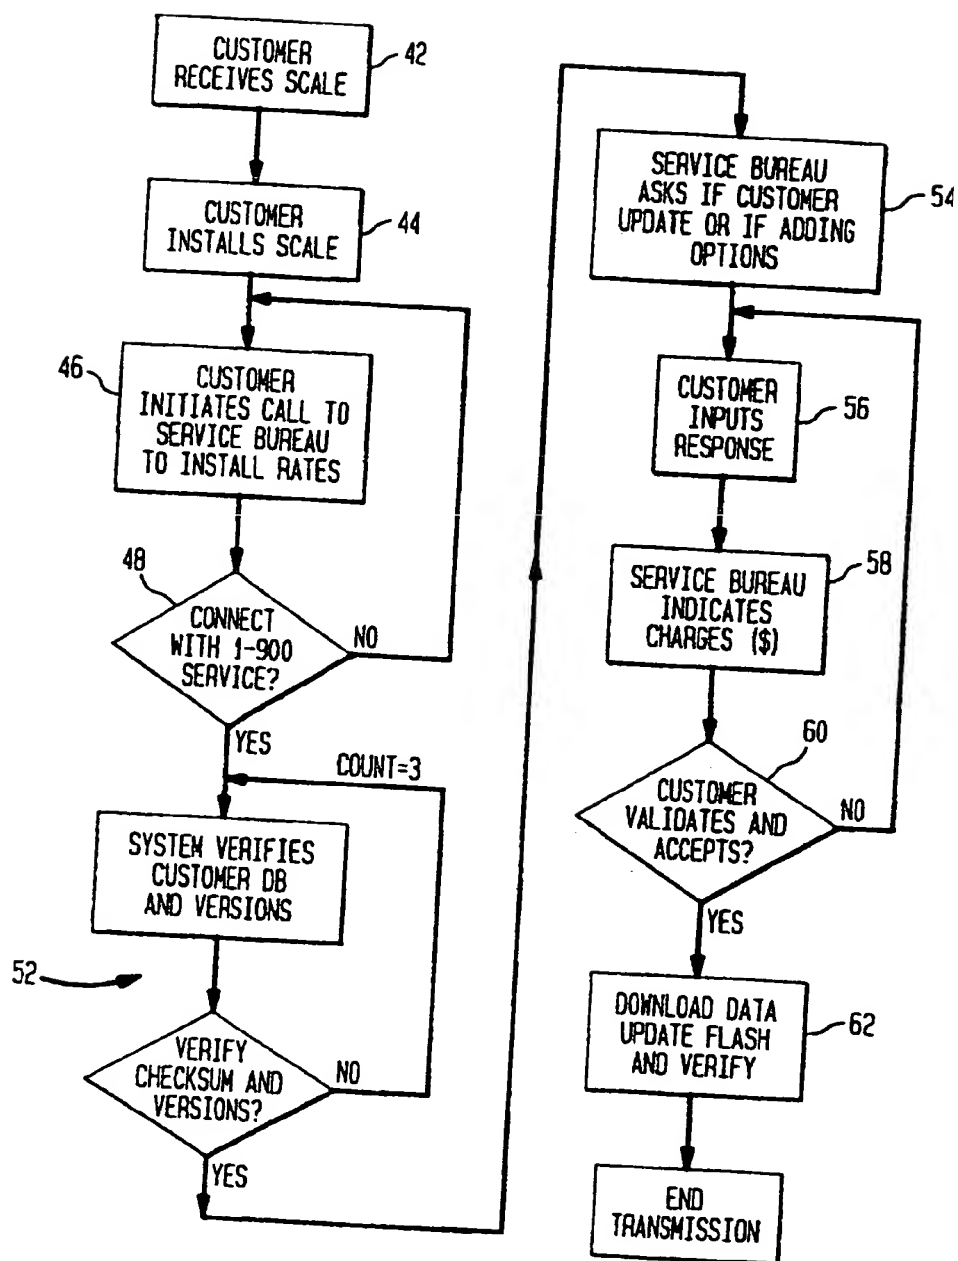 CUSTOMER
RECEIVES SCALE
42
CUSTOMER
INSTALLS SCALE
44
46
CUSTOMER
INITIATES CALL TO
SERVICE BUREAU
TO INSTALL RATES
48
CONNECT
WITH 1-900
SERVICE?
NO
YES
COUNT=3
SYSTEM VERIFIES
CUSTOMER DB
AND VERSIONS
52
VERIFY
CHECKSUM AND
VERSIONS?
NO
YES
SERVICE BUREAU
ASKS IF CUSTOMER
UPDATE OR IF ADDING
OPTIONS
54
CUSTOMER
INPUTS
RESPONSE
56
SERVICE BUREAU
INDICATES
CHARGES ($)
58
60
CUSTOMER
VALIDATES AND
ACCEPTS?
NO
YES
DOWNLOAD DATA
UPDATE FLASH
AND VERIFY
62
END
TRANSMISSION